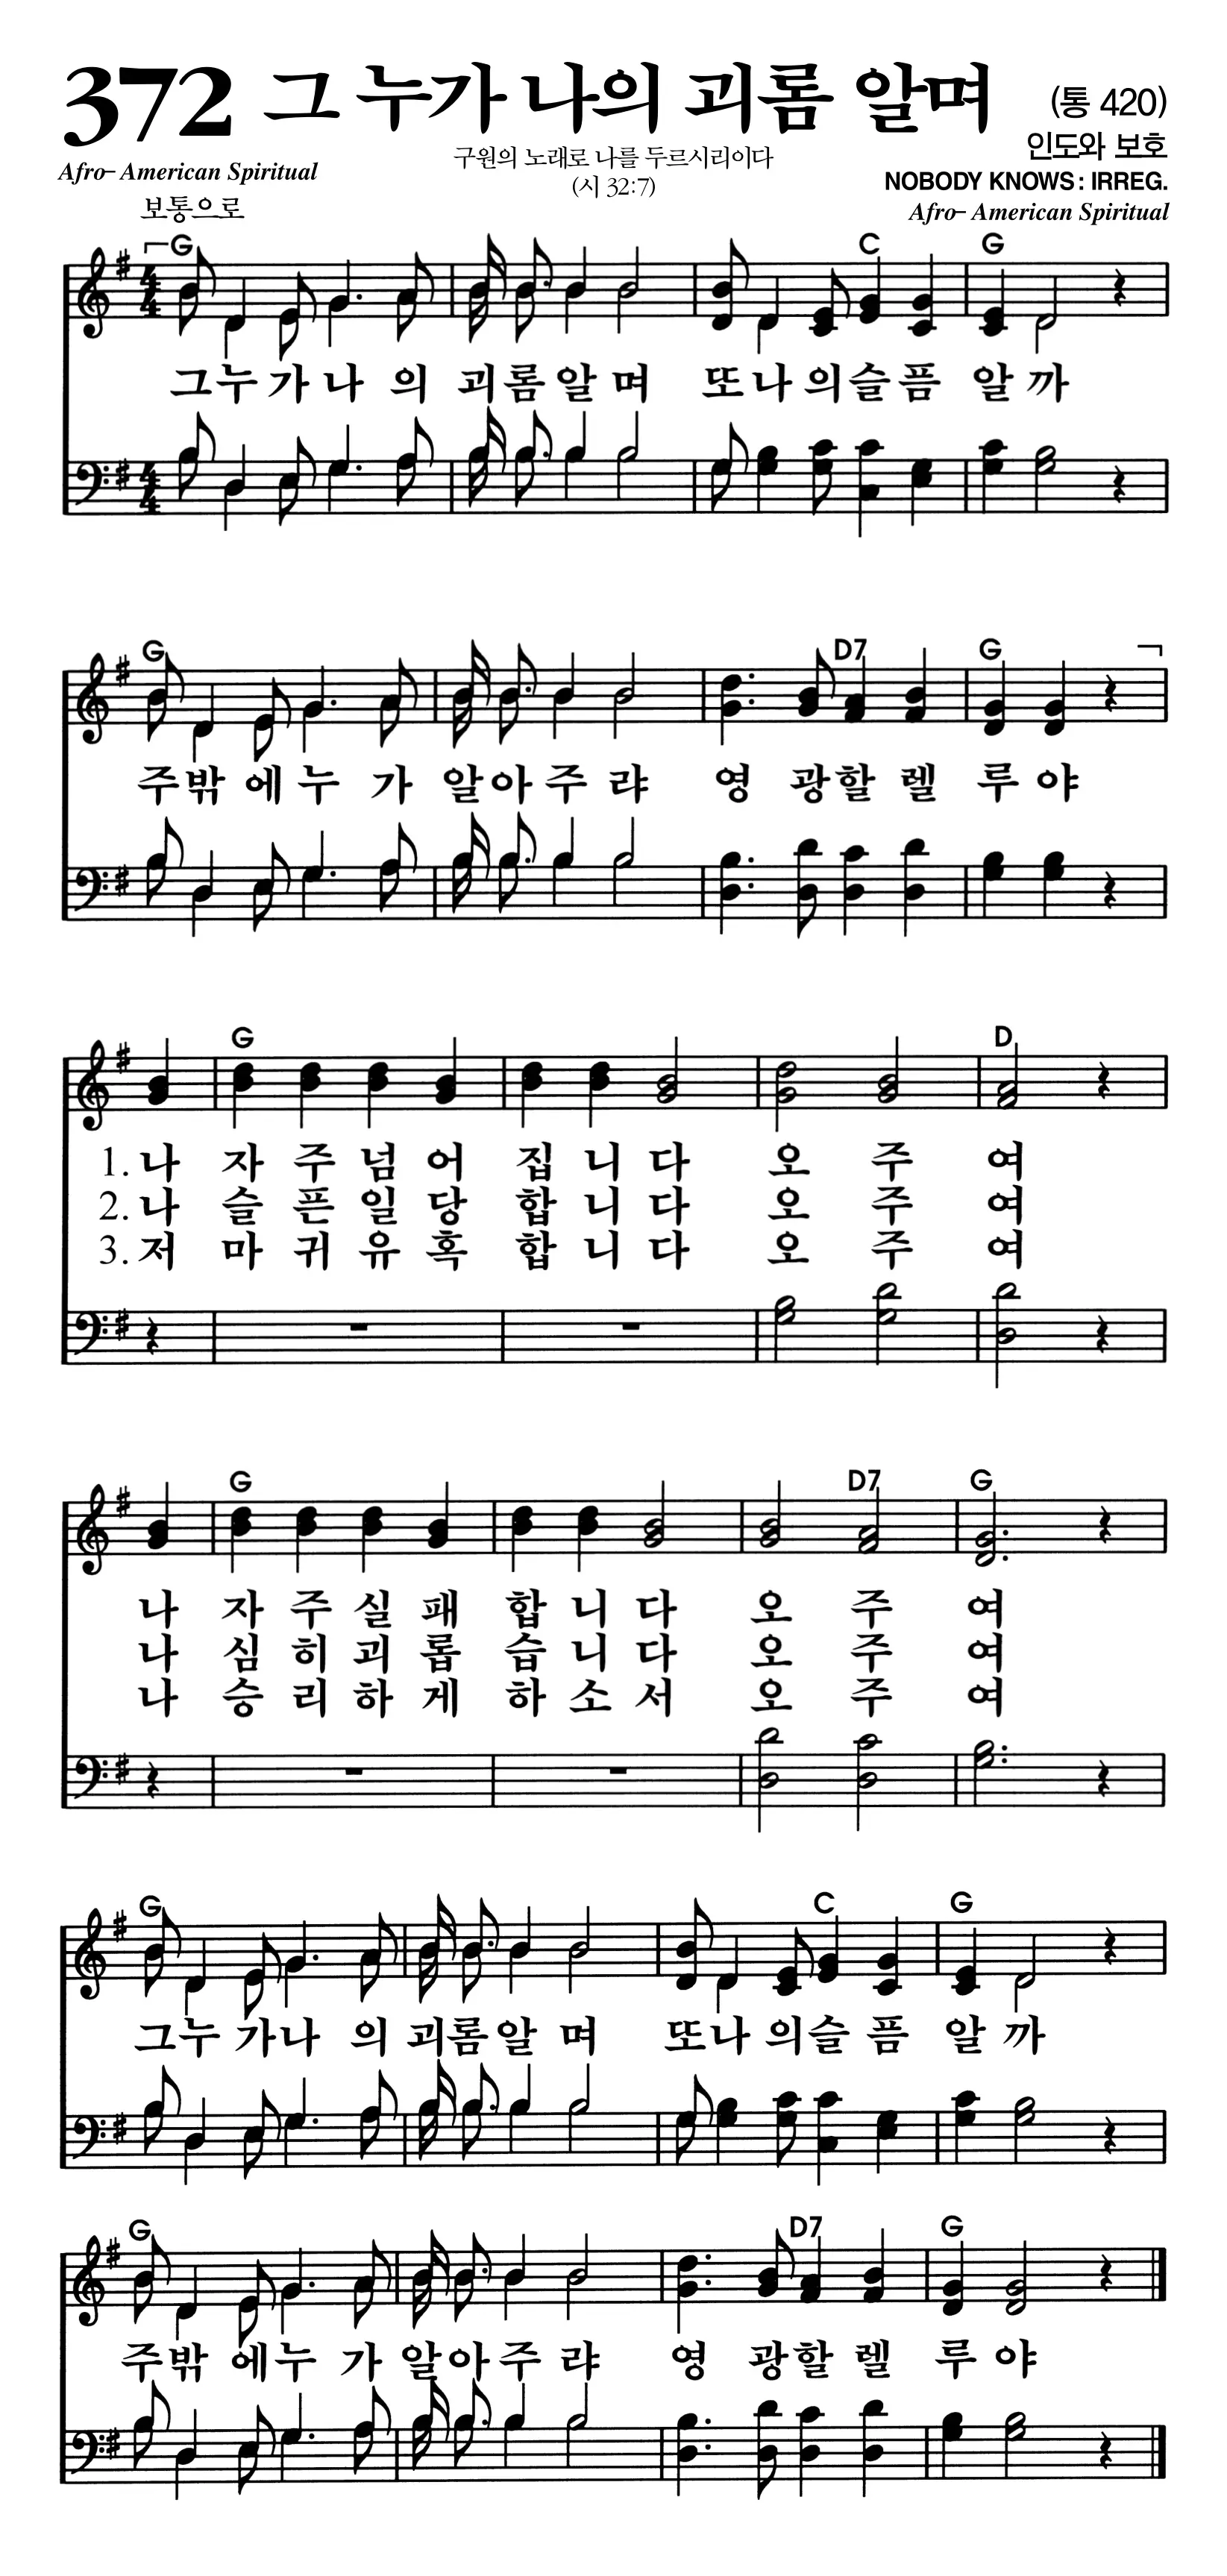 372 그 누가 나의 괴롬 알며 (통 420)
인도와 보호
구원의 노래로 나를 두르시리이다
(시 32:7)
Afro-American Spiritual
NOBODY KNOWS: IRREG.
Afro-American Spiritual
보통으로
G C G
4 4
그누 가 나 의 괴롬 알 며 또나 의슬 픔 알 까
4 4
G D7 G
주밖 에 누 가 알아 주 랴 영 광할 렐 루 야
G D
1. 나 자 주 넘 어 집 니 다 오 주 여
2. 나 슬 픈 일 당 합 니 다 오 주 여
3. 저 마 귀 유 혹 합 니 다 오 주 여
G D7 G
나 자 주 실 패 합 니 다 오 주 여
나 심 히 괴 롭 습 니 다 오 주 여
나 승 리 하 게 하 소 서 오 주 여
G C G
그누 가나 의 괴롬 알 며 또나 의슬 픔 알 까
G D7 G
주밖 에누 가 알아 주 랴 영 광할 렐 루 야